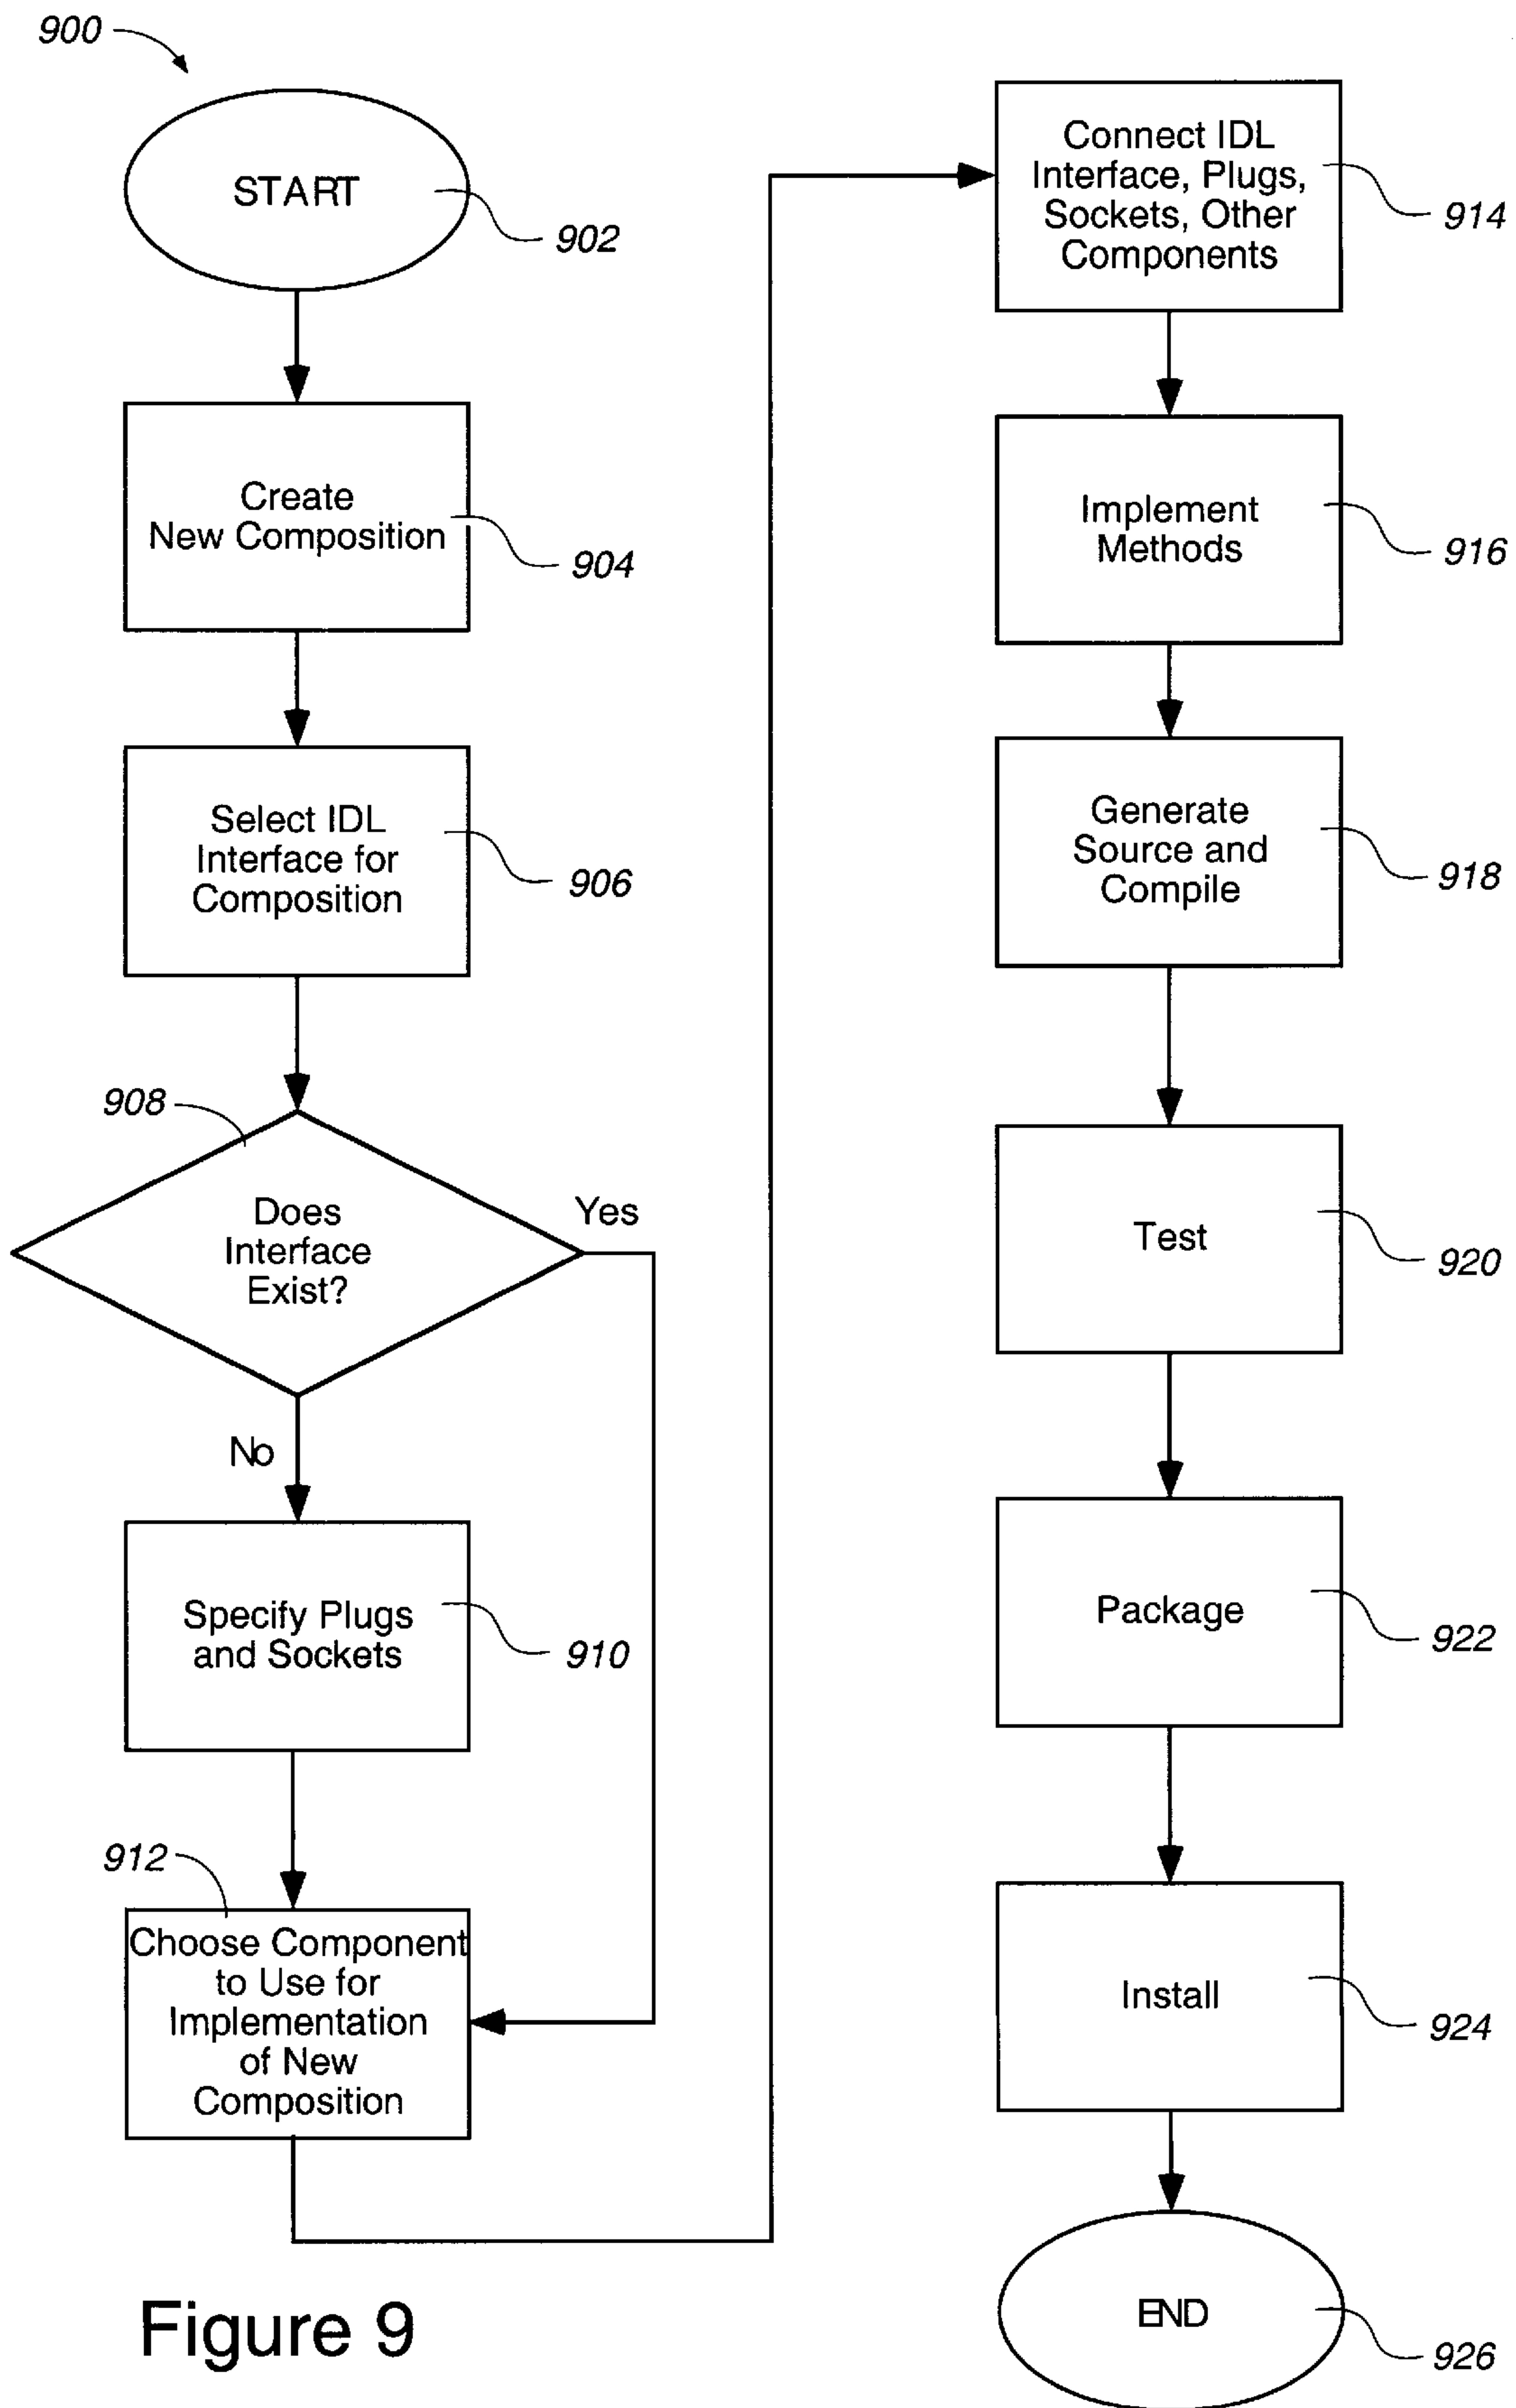 900
START
902
Create
New Composition
904
Select IDL
Interface for
Composition
906
908
Does
Interface
Exist?
Yes
No
Specify Plugs
and Sockets
910
912
Choose Component
to Use for
Implementation
of New
Composition
Connect IDL
Interface, Plugs,
Sockets, Other
Components
914
Implement
Methods
916
Generate
Source and
Compile
918
Test
920
Package
922
Install
924
END
926
Figure 9